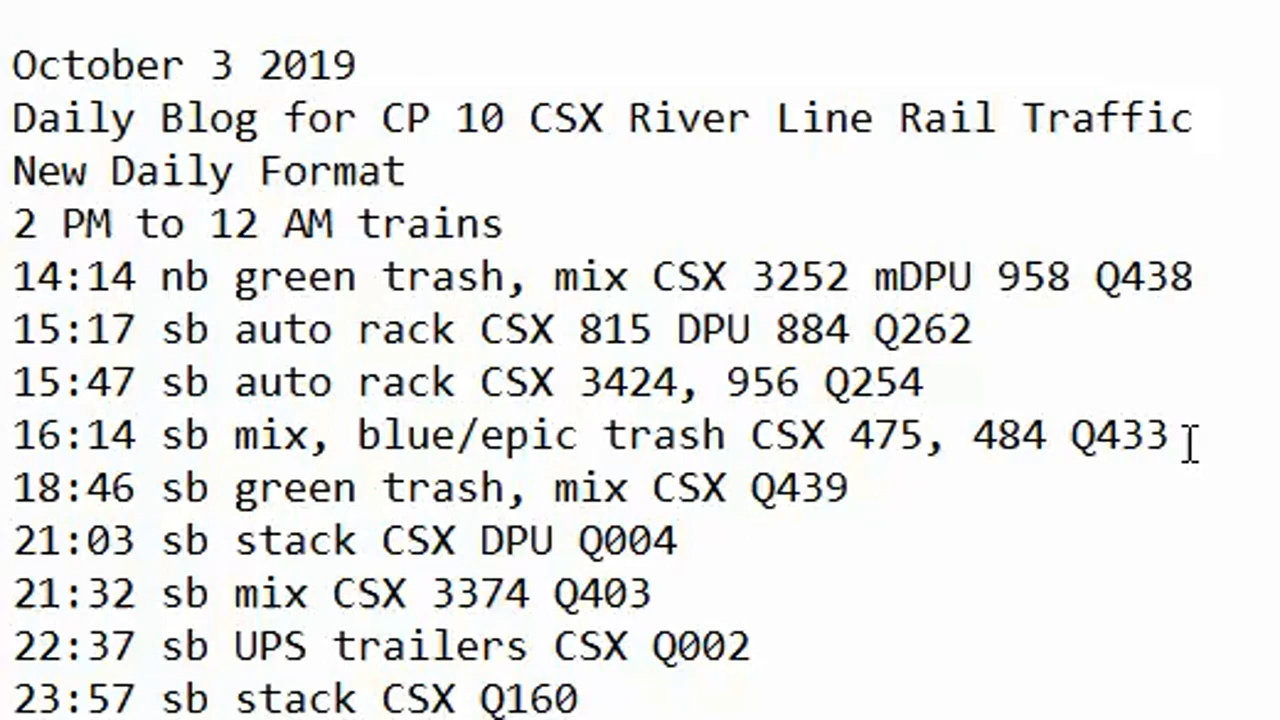 October 3 2019
Daily Blog for CP 10 CSX River Line Rail Traffic
New Daily Format
2 PM to 12 AM trains
14:14 nb green trash, mix CSX 3252 mDPU 958 Q438
15:17 sb auto rack CSX 815 DPU 884 Q262
15:47 sb auto rack CSX 3424, 956 Q254
16:14 sb mix, blue/epic trash CSX 475, 484 Q433
18:46 sb green trash, mix CSX Q439
21:03 sb stack CSX DPU Q004
21:32 sb mix CSX 3374 Q403
22:37 sb UPS trailers CSX Q002
23:57 sb stack CSX Q160